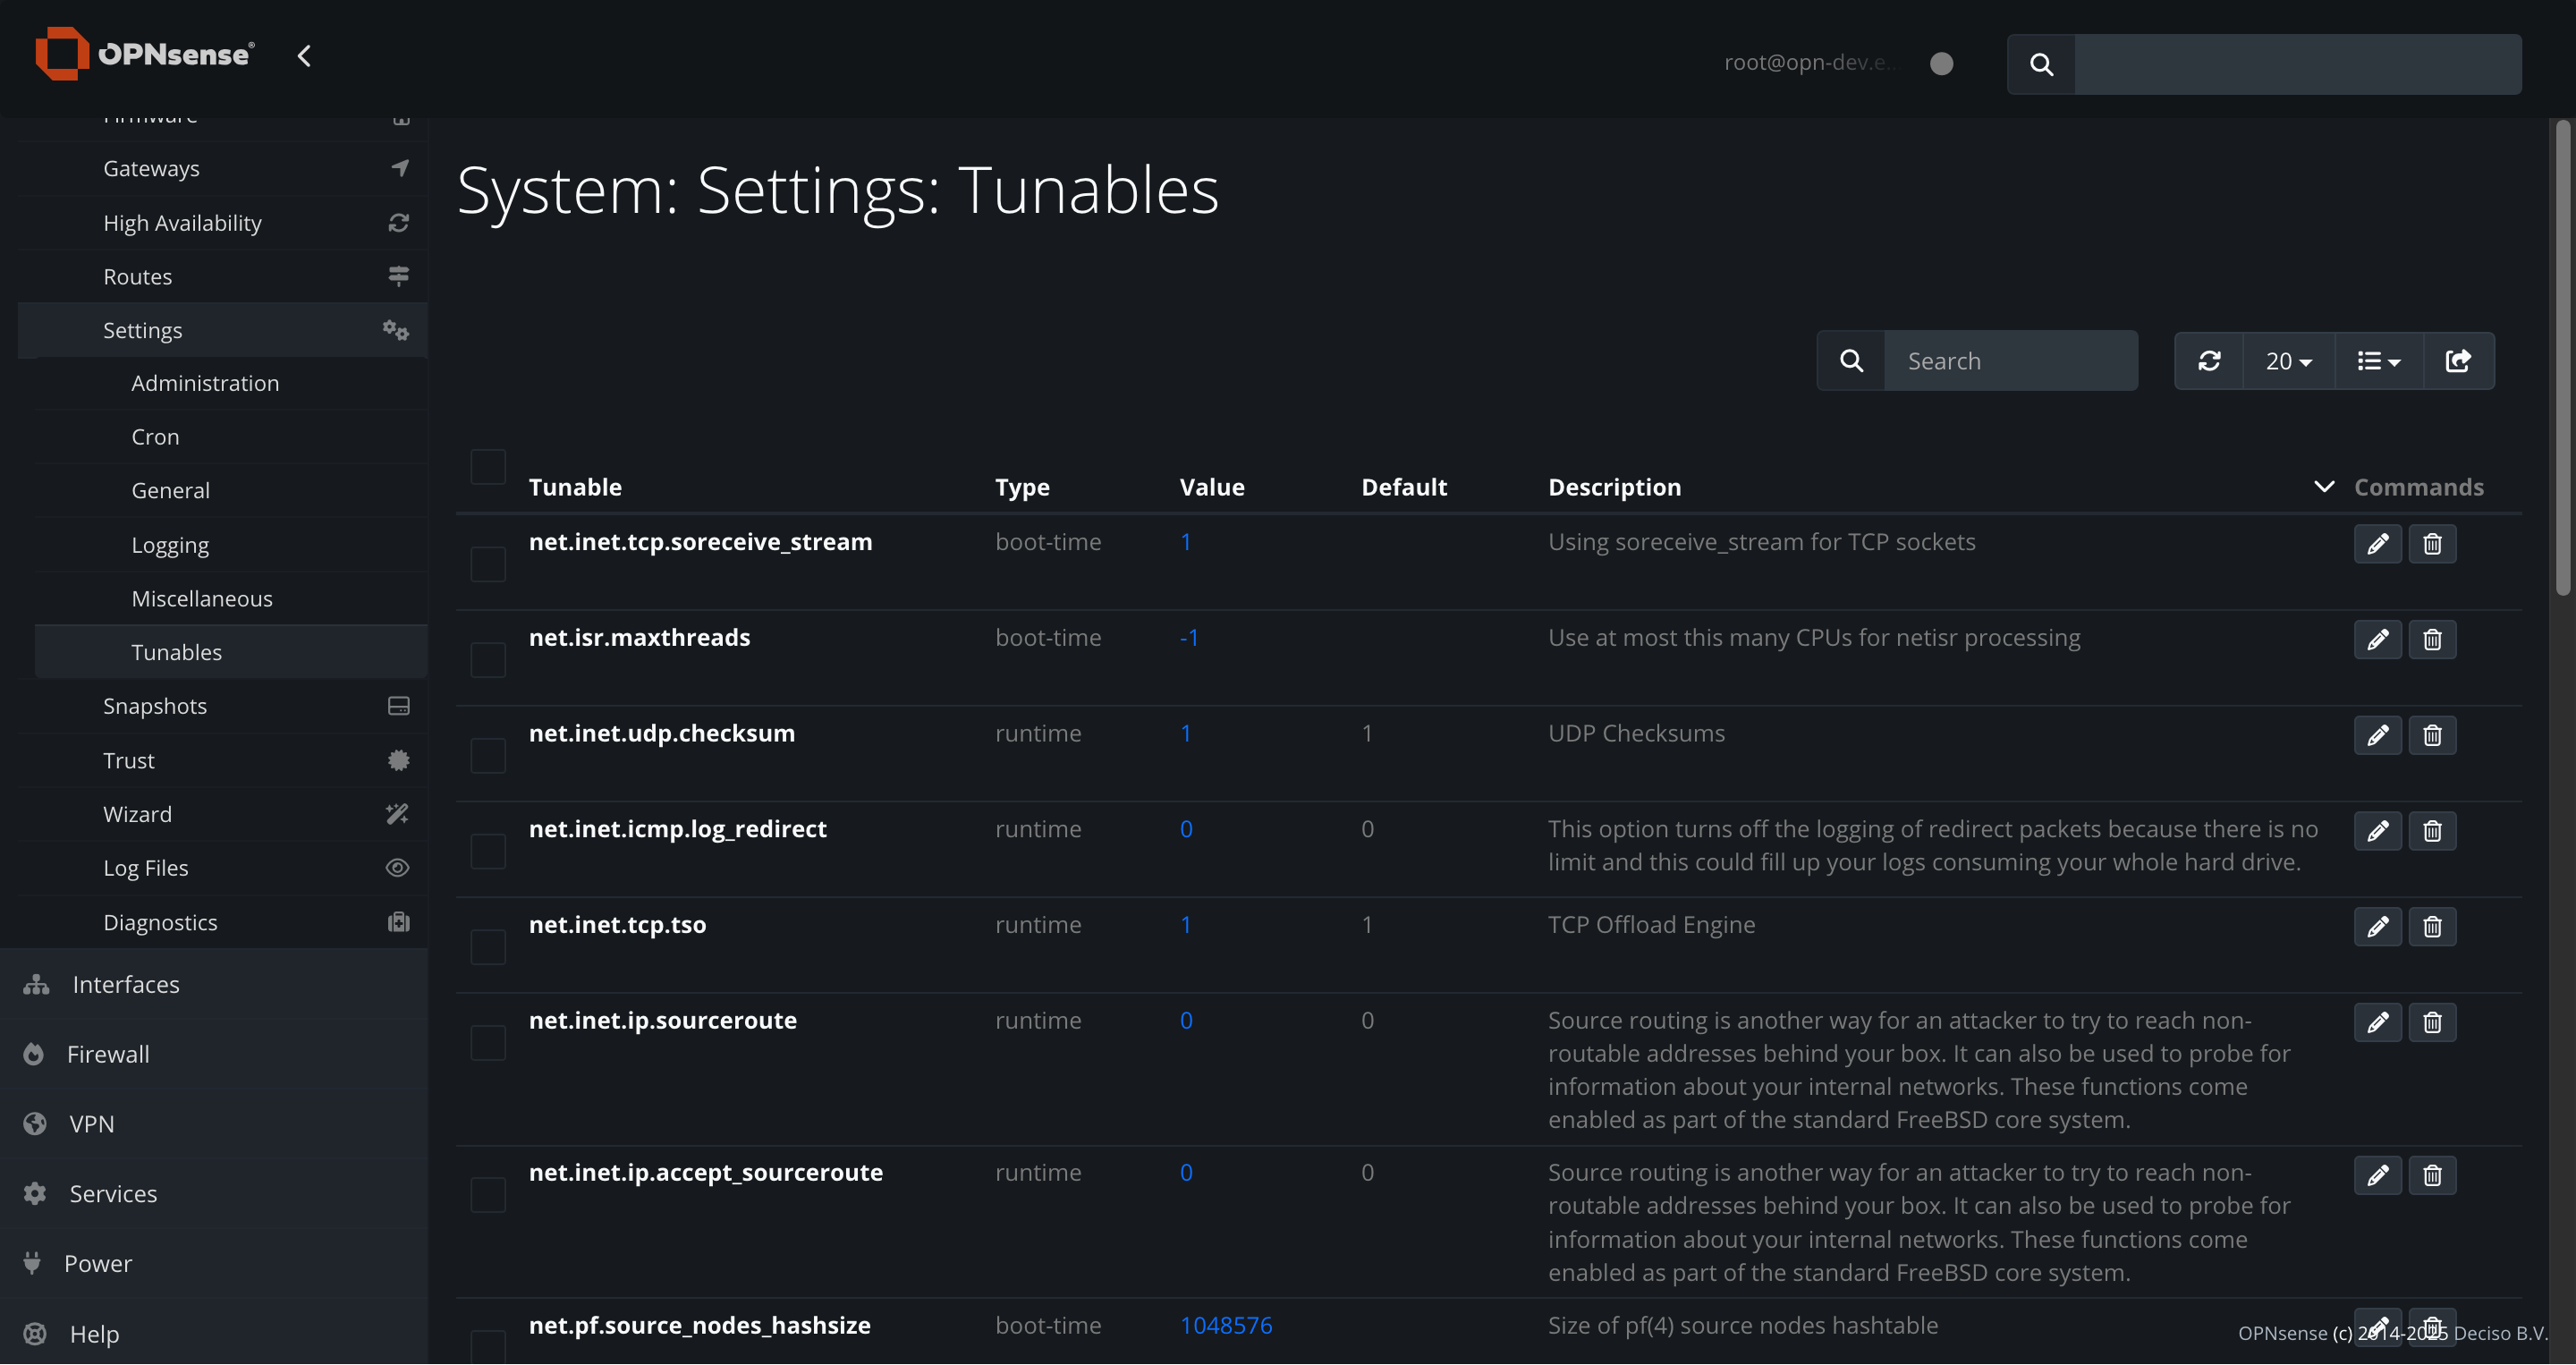 OPNsense®
root@opn-dev.e...
Firmware
Gateways
High Availability
Routes
Settings
Administration
Cron
General
Logging
Miscellaneous
Tunables
Snapshots
Trust
Wizard
Log Files
Diagnostics
Interfaces
Firewall
VPN
Services
Power
Help
System: Settings: Tunables
Search
20
Tunable Type Value Default Description Commands
net.inet.tcp.soreceive_stream boot-time 1 Using soreceive_stream for TCP sockets
net.isr.maxthreads boot-time -1 Use at most this many CPUs for netisr processing
net.inet.udp.checksum runtime 1 1 UDP Checksums
net.inet.icmp.log_redirect runtime 0 0 This option turns off the logging of redirect packets because there is no
limit and this could fill up your logs consuming your whole hard drive.
net.inet.tcp.tso runtime 1 1 TCP Offload Engine
net.inet.ip.sourceroute runtime 0 0 Source routing is another way for an attacker to try to reach non-
routable addresses behind your box. It can also be used to probe for
information about your internal networks. These functions come
enabled as part of the standard FreeBSD core system.
net.inet.ip.accept_sourceroute runtime 0 0 Source routing is another way for an attacker to try to reach non-
routable addresses behind your box. It can also be used to probe for
information about your internal networks. These functions come
enabled as part of the standard FreeBSD core system.
net.pf.source_nodes_hashsize boot-time 1048576 Size of pf(4) source nodes hashtable
OPNsense (c) 2014-2025 Deciso B.V.